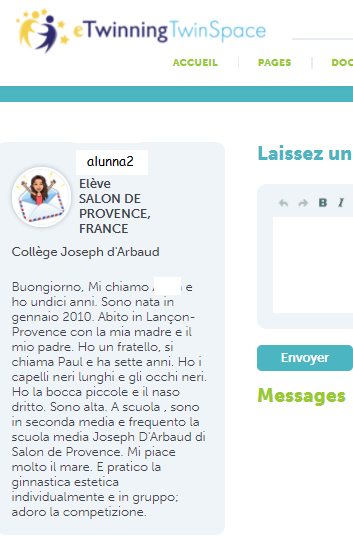 eTwinningTwinSpace
ACCUEIL
PAGES
DOC
alunna2
Elève
SALON DE
PROVENCE,
FRANCE
Collège Joseph d'Arbaud
Buongiorno, Mi chiamo e
ho undici anni. Sono nata in
gennaio 2010. Abito in Lançon-
Provence con la mia madre e il
mio padre. Ho un fratello, si
chiama Paul e ha sette anni. Ho i
capelli neri lunghi e gli occhi neri.
Ho la bocca piccole e il naso
dritto. Sono alta. A scuola , sono
in seconda media e frequento la
scuola media Joseph D'Arbaud di
Salon de Provence. Mi piace
molto il mare. E pratico la
ginnastica estetica
individualmente e in gruppo;
adoro la competizione.
Laissez un
B I
Envoyer
Messages